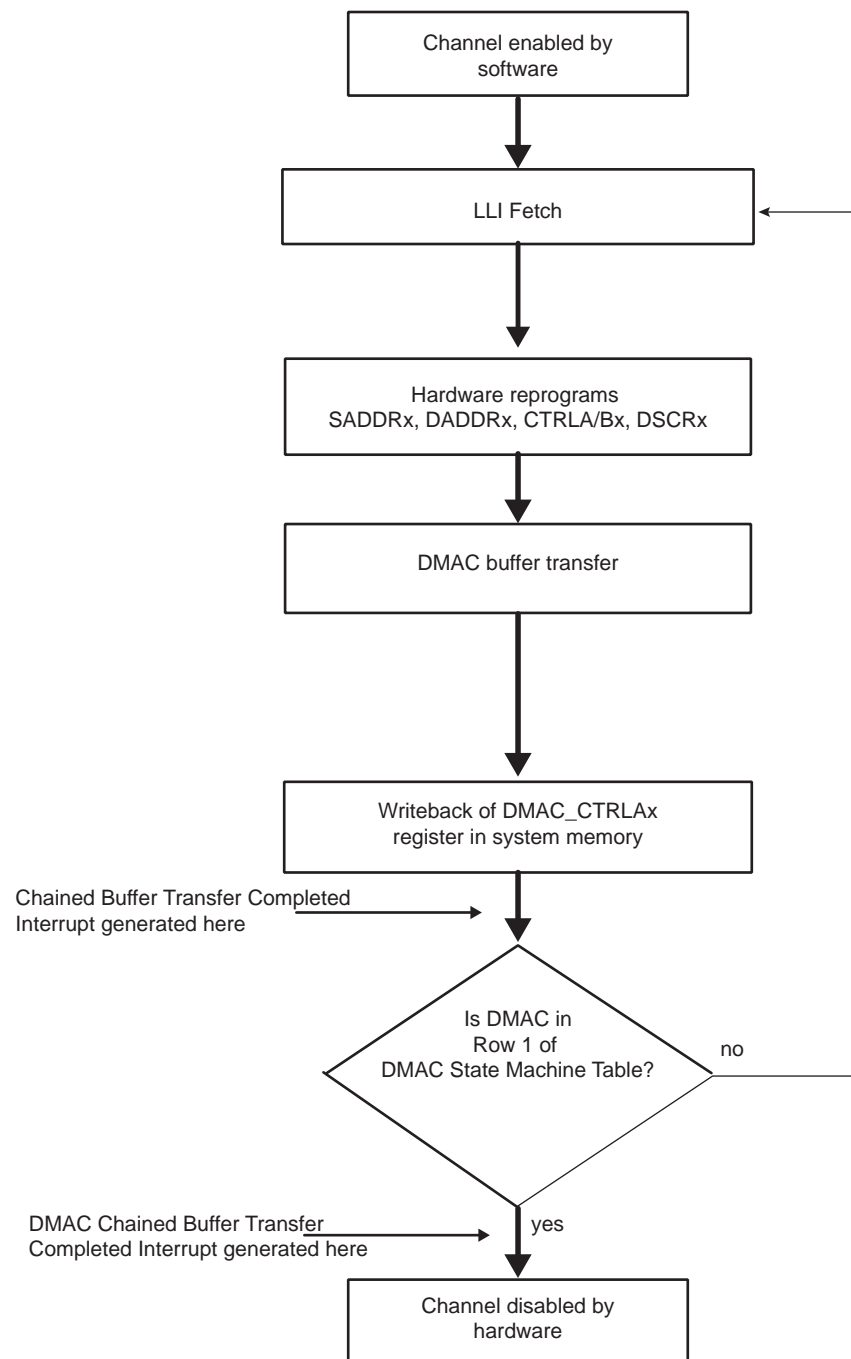 Channel enabled by
software
LLI Fetch
Hardware reprograms
SADDRx, DADDRx, CTRLA/Bx, DSCRx
DMAC buffer transfer
Writeback of DMAC_CTRLAx
register in system memory
Chained Buffer Transfer Completed
Interrupt generated here
Is DMAC in
Row 1 of
DMAC State Machine Table?
no
DMAC Chained Buffer Transfer
Completed Interrupt generated here
yes
Channel disabled by
hardware